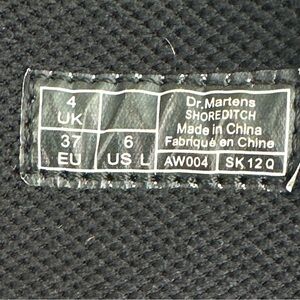 4
UK
37
EU
6
US L
Dr.Martens
SHOREDITCH
Made in China
Fabriqué en Chine
AW004
SK12Q